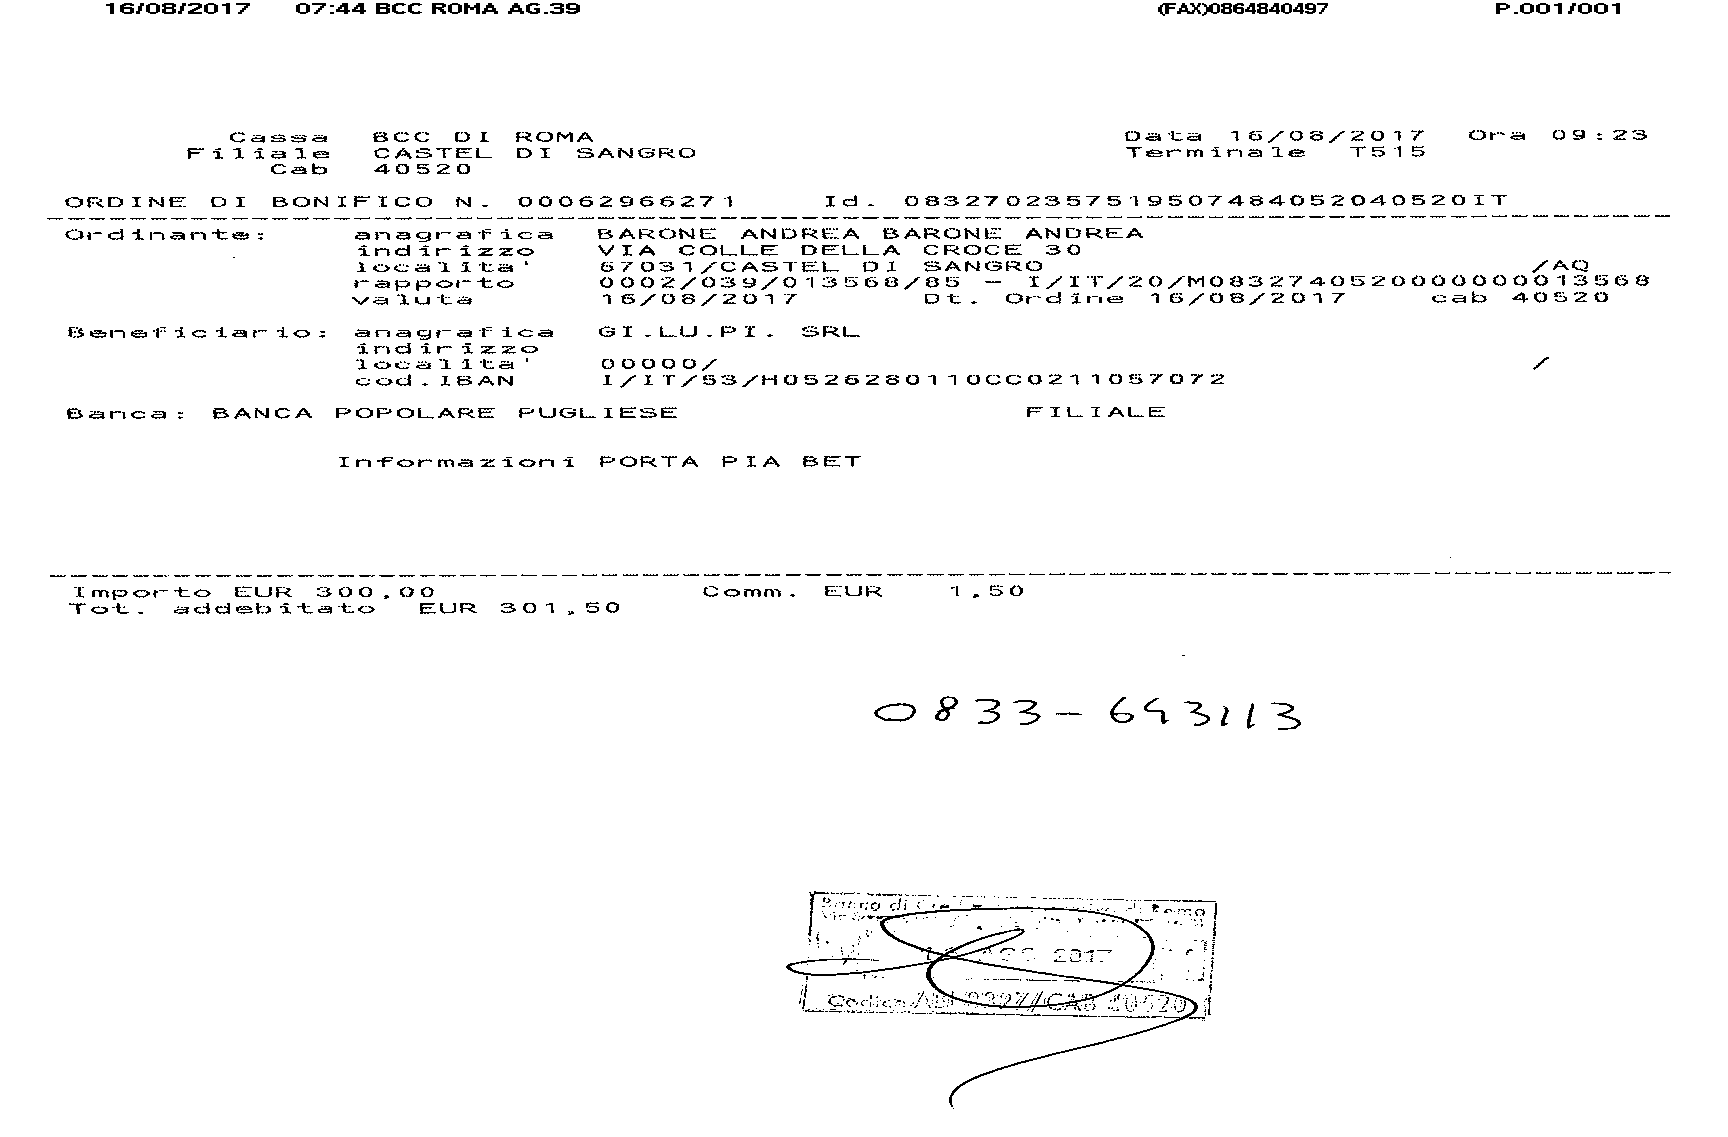 16/08/2017 07:44 BCC ROMA AG.39 (FAX)0864840497 P.001/001
Cassa BCC DI ROMA Data 16/08/2017 Ora 09:23
Filiale CASTEL DI SANGRO Terminale T515
Cab 40520
ORDINE DI BONIFICO N. 00062966271 Id. 0832702357519507484052040520IT
Ordinante: anagrafica BARONE ANDREA BARONE ANDREA
indirizzo VIA COLLE DELLA CROCE 30
localita' 67031/CASTEL DI SANGRO /AQ
rapporto 0002/039/013568/85 - I/IT/20/M0832740520000000013568
valuta 16/08/2017 Dt. Ordine 16/08/2017 cab 40520
Beneficiario: anagrafica GI.LU.PI. SRL
indirizzo
localita' 00000/ /
cod.IBAN I/IT/53/H0526280110CC0211057072
Banca: BANCA POPOLARE PUGLIESE FILIALE
Informazioni PORTA PIA BET
Importo EUR 300,00 Comm. EUR 1,50
Tot. addebitato EUR 301,50
0833-643113
Banca di Roma
AGO 2017
Codice ABI 8327/CAB 40520